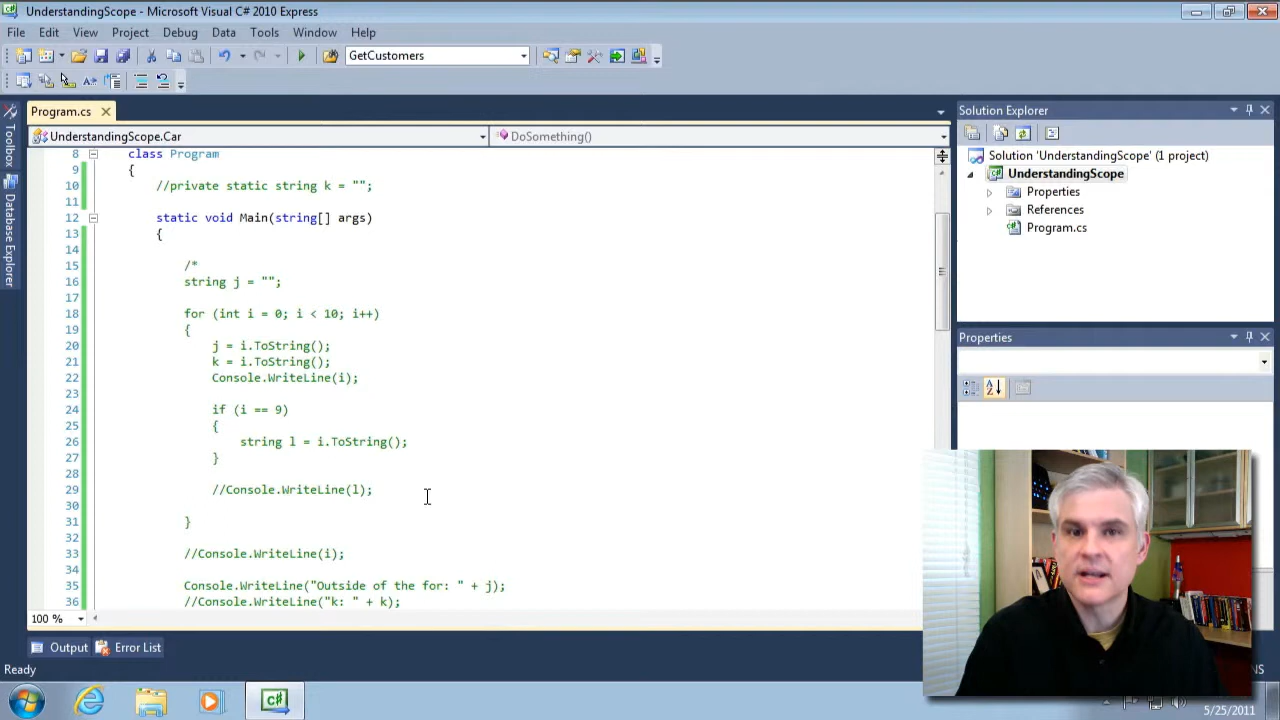 UnderstandingScope - Microsoft Visual C# 2010 Express
File Edit View Project Debug Data Tools Window Help
GetCustomers
Program.cs
UnderstandingScope.Car
DoSomething()
Toolbox
Database Explorer
8 class Program
9 {
10 //private static string k = "";
11
12 static void Main(string[] args)
13 {
14
15 /*
16 string j = "";
17
18 for (int i = 0; i < 10; i++)
19 {
20 j = i.ToString();
21 k = i.ToString();
22 Console.WriteLine(i);
23
24 if (i == 9)
25 {
26 string l = i.ToString();
27 }
28
29 //Console.WriteLine(l);
30
31 }
32
33 //Console.WriteLine(i);
34
35 Console.WriteLine("Outside of the for: " + j);
36 //Console.WriteLine("k: " + k);
100 %
Solution Explorer
Solution 'UnderstandingScope' (1 project)
UnderstandingScope
Properties
References
Program.cs
Properties
Output
Error List
Ready
NS
C#
5/25/2011